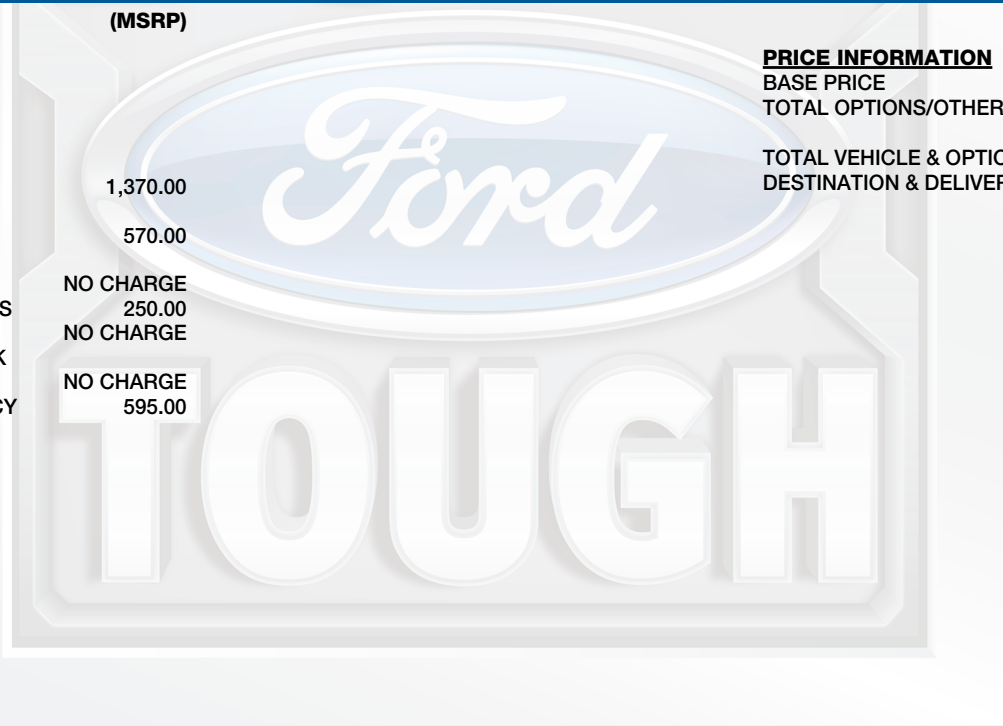 (MSRP)
PRICE INFORMATION
BASE PRICE
TOTAL OPTIONS/OTHER
TOTAL VEHICLE & OPTIO
DESTINATION & DELIVER
1,370.00
570.00
NO CHARGE
S 250.00
NO CHARGE
K
NO CHARGE
CY 595.00
Ford
TOUGH